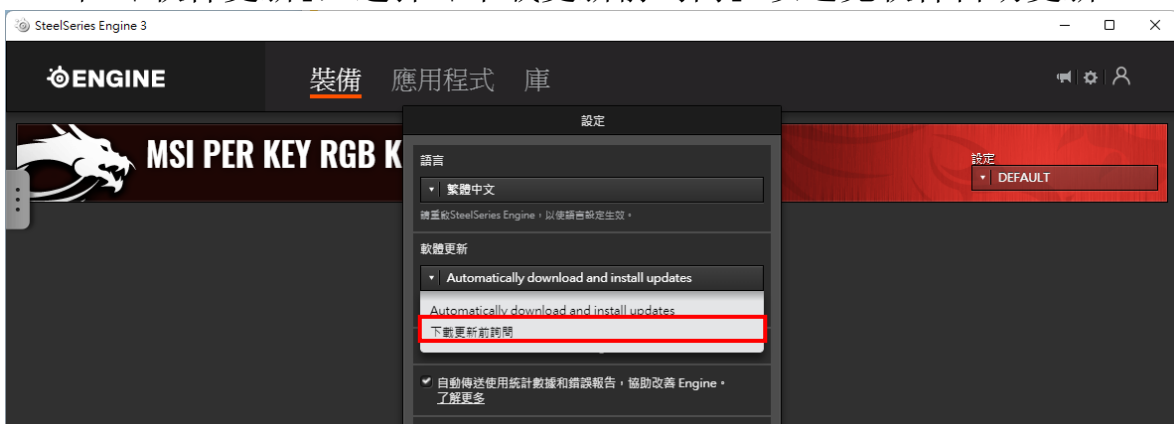 SteelSeries Engine 3
ENGINE
裝備 應用程式 庫
設定
MSI PER KEY RGB K
設定
DEFAULT
語言
繁體中文
請重啟SteelSeries Engine，以使語言設定生效。
軟體更新
Automatically download and install updates
Automatically download and install updates
下載更新前詢問
自動傳送使用統計數據和錯誤報告，協助改善 Engine。
了解更多